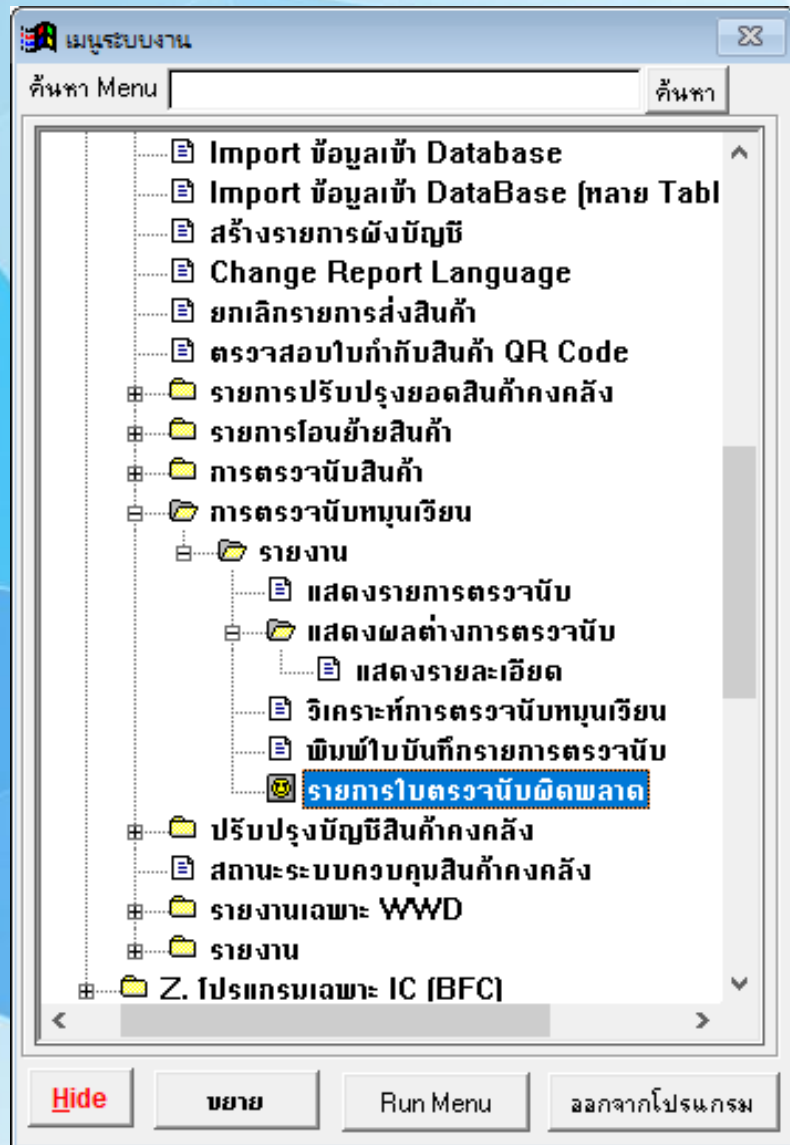 เมนูระบบงาน
ค้นหา Menu ค้นหา
Import ข้อมูลเข้า Database
Import ข้อมูลเข้า DataBase (หลาย Tabl
สร้างรายการผังบัญชี
Change Report Language
ยกเลิกรายการส่งสินค้า
ตรวจสอบใบกำกับสินค้า QR Code
รายการปรับปรุงยอดสินค้าคงคลัง
รายการโอนย้ายสินค้า
การตรวจนับสินค้า
การตรวจนับหมุนเวียน
รายงาน
แสดงรายการตรวจนับ
แสดงผลต่างการตรวจนับ
แสดงรายละเอียด
วิเคราะห์การตรวจนับหมุนเวียน
พิมพ์ใบบันทึกรายการตรวจนับ
รายการใบตรวจนับผิดพลาด
ปรับปรุงบัญชีสินค้าคงคลัง
สถานะระบบควบคุมสินค้าคงคลัง
รายงานเฉพาะ WWD
รายงาน
Z. โปรแกรมเฉพาะ IC (BFC)
Hide ขยาย Run Menu ออกจากโปรแกรม